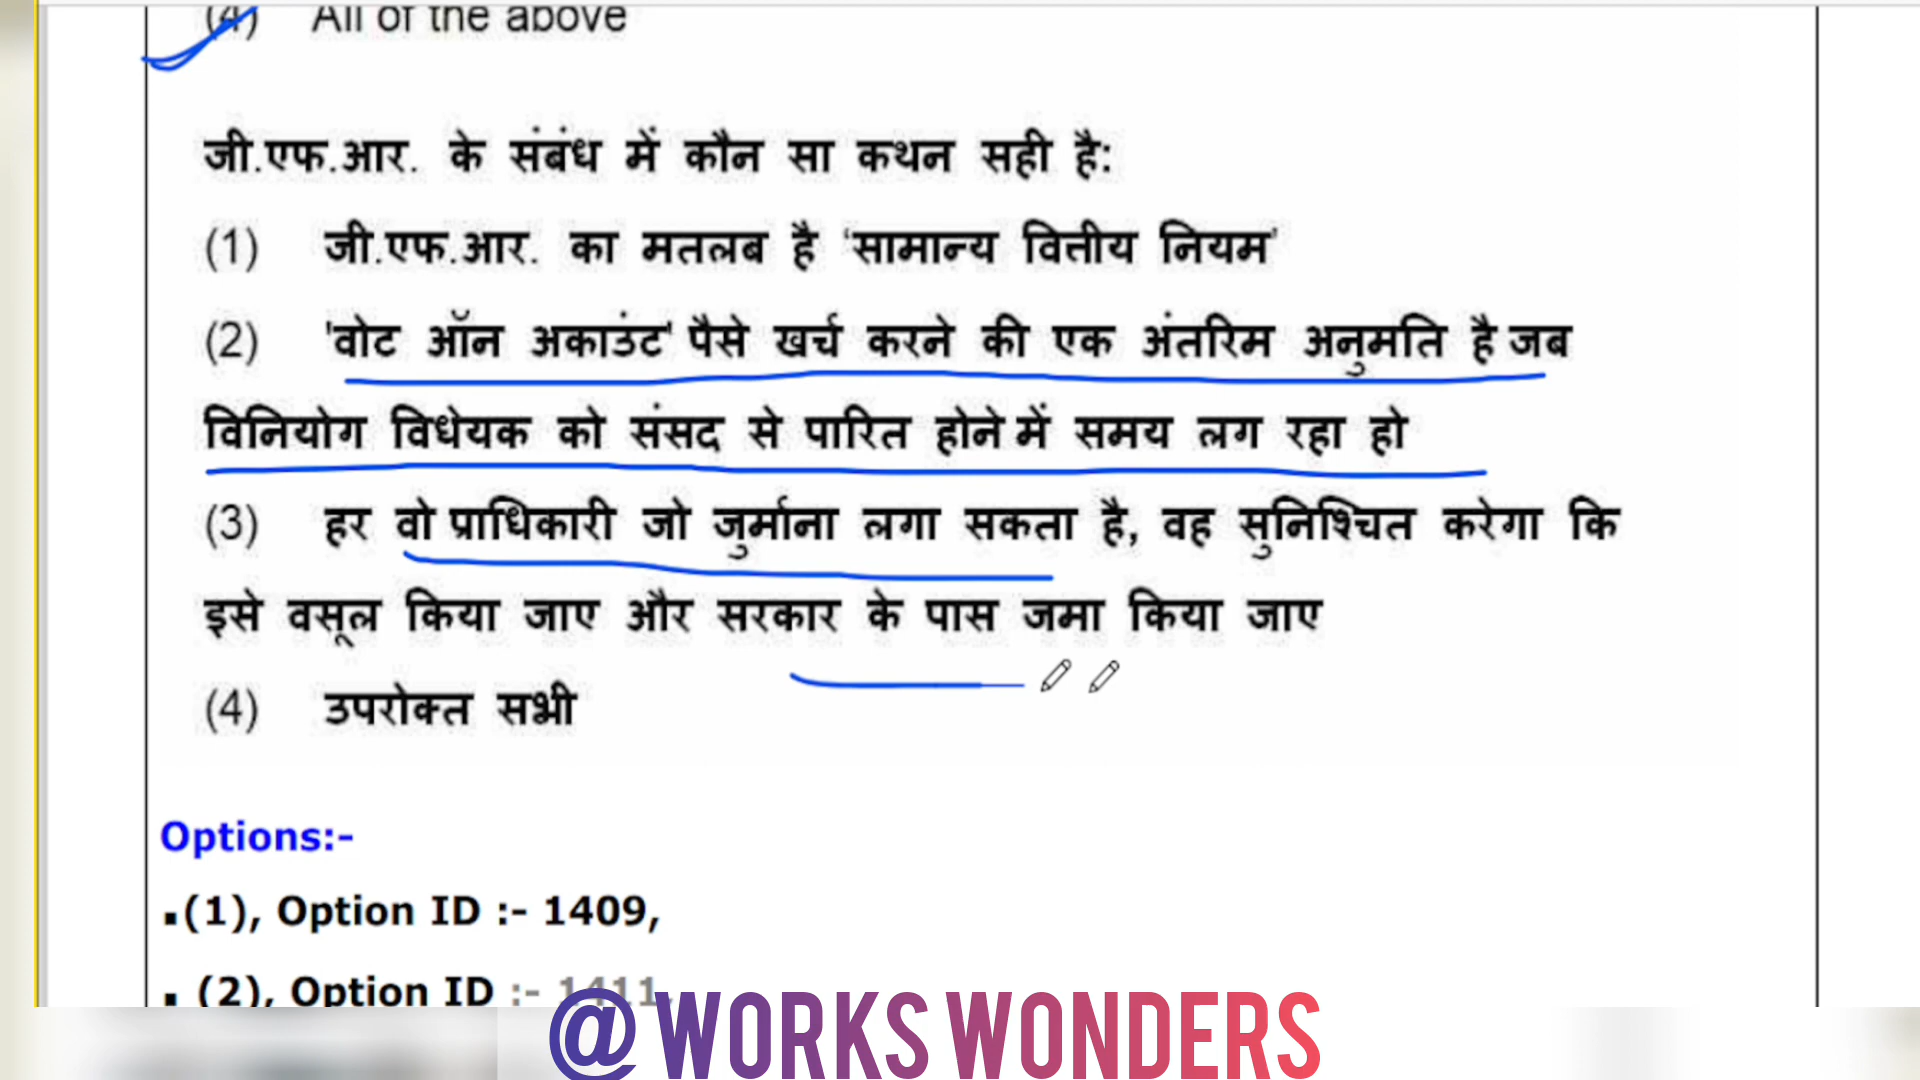 (4) All of the above
जी.एफ.आर. के संबंध में कौन सा कथन सही है:
(1) जी.एफ.आर. का मतलब है 'सामान्य वित्तीय नियम'
(2) 'वोट ऑन अकाउंट' पैसे खर्च करने की एक अंतरिम अनुमति है जब
विनियोग विधेयक को संसद से पारित होने में समय लग रहा हो
(3) हर वो प्राधिकारी जो जुर्माना लगा सकता है, वह सुनिश्चित करेगा कि
इसे वसूल किया जाए और सरकार के पास जमा किया जाए
(4) उपरोक्त सभी
Options:-
▪(1), Option ID :- 1409,
▪ (2), Option ID :- 1411,
@ WORKS WONDERS